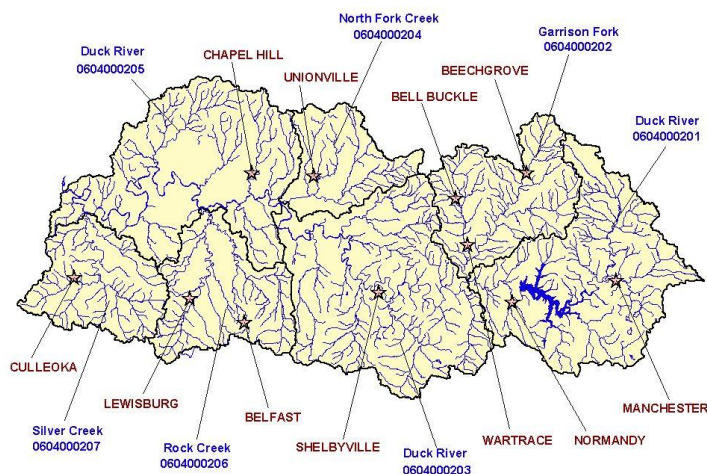 North Fork Creek
0604000204
Garrison Fork
0604000202
Duck River
0604000205
CHAPEL HILL
UNIONVILLE
BEECHGROVE
BELL BUCKLE
Duck River
0604000201
CULLEOKA
LEWISBURG
BELFAST
SHELBYVILLE
WARTRACE
NORMANDY
MANCHESTER
Silver Creek
0604000207
Rock Creek
0604000206
Duck River
0604000203